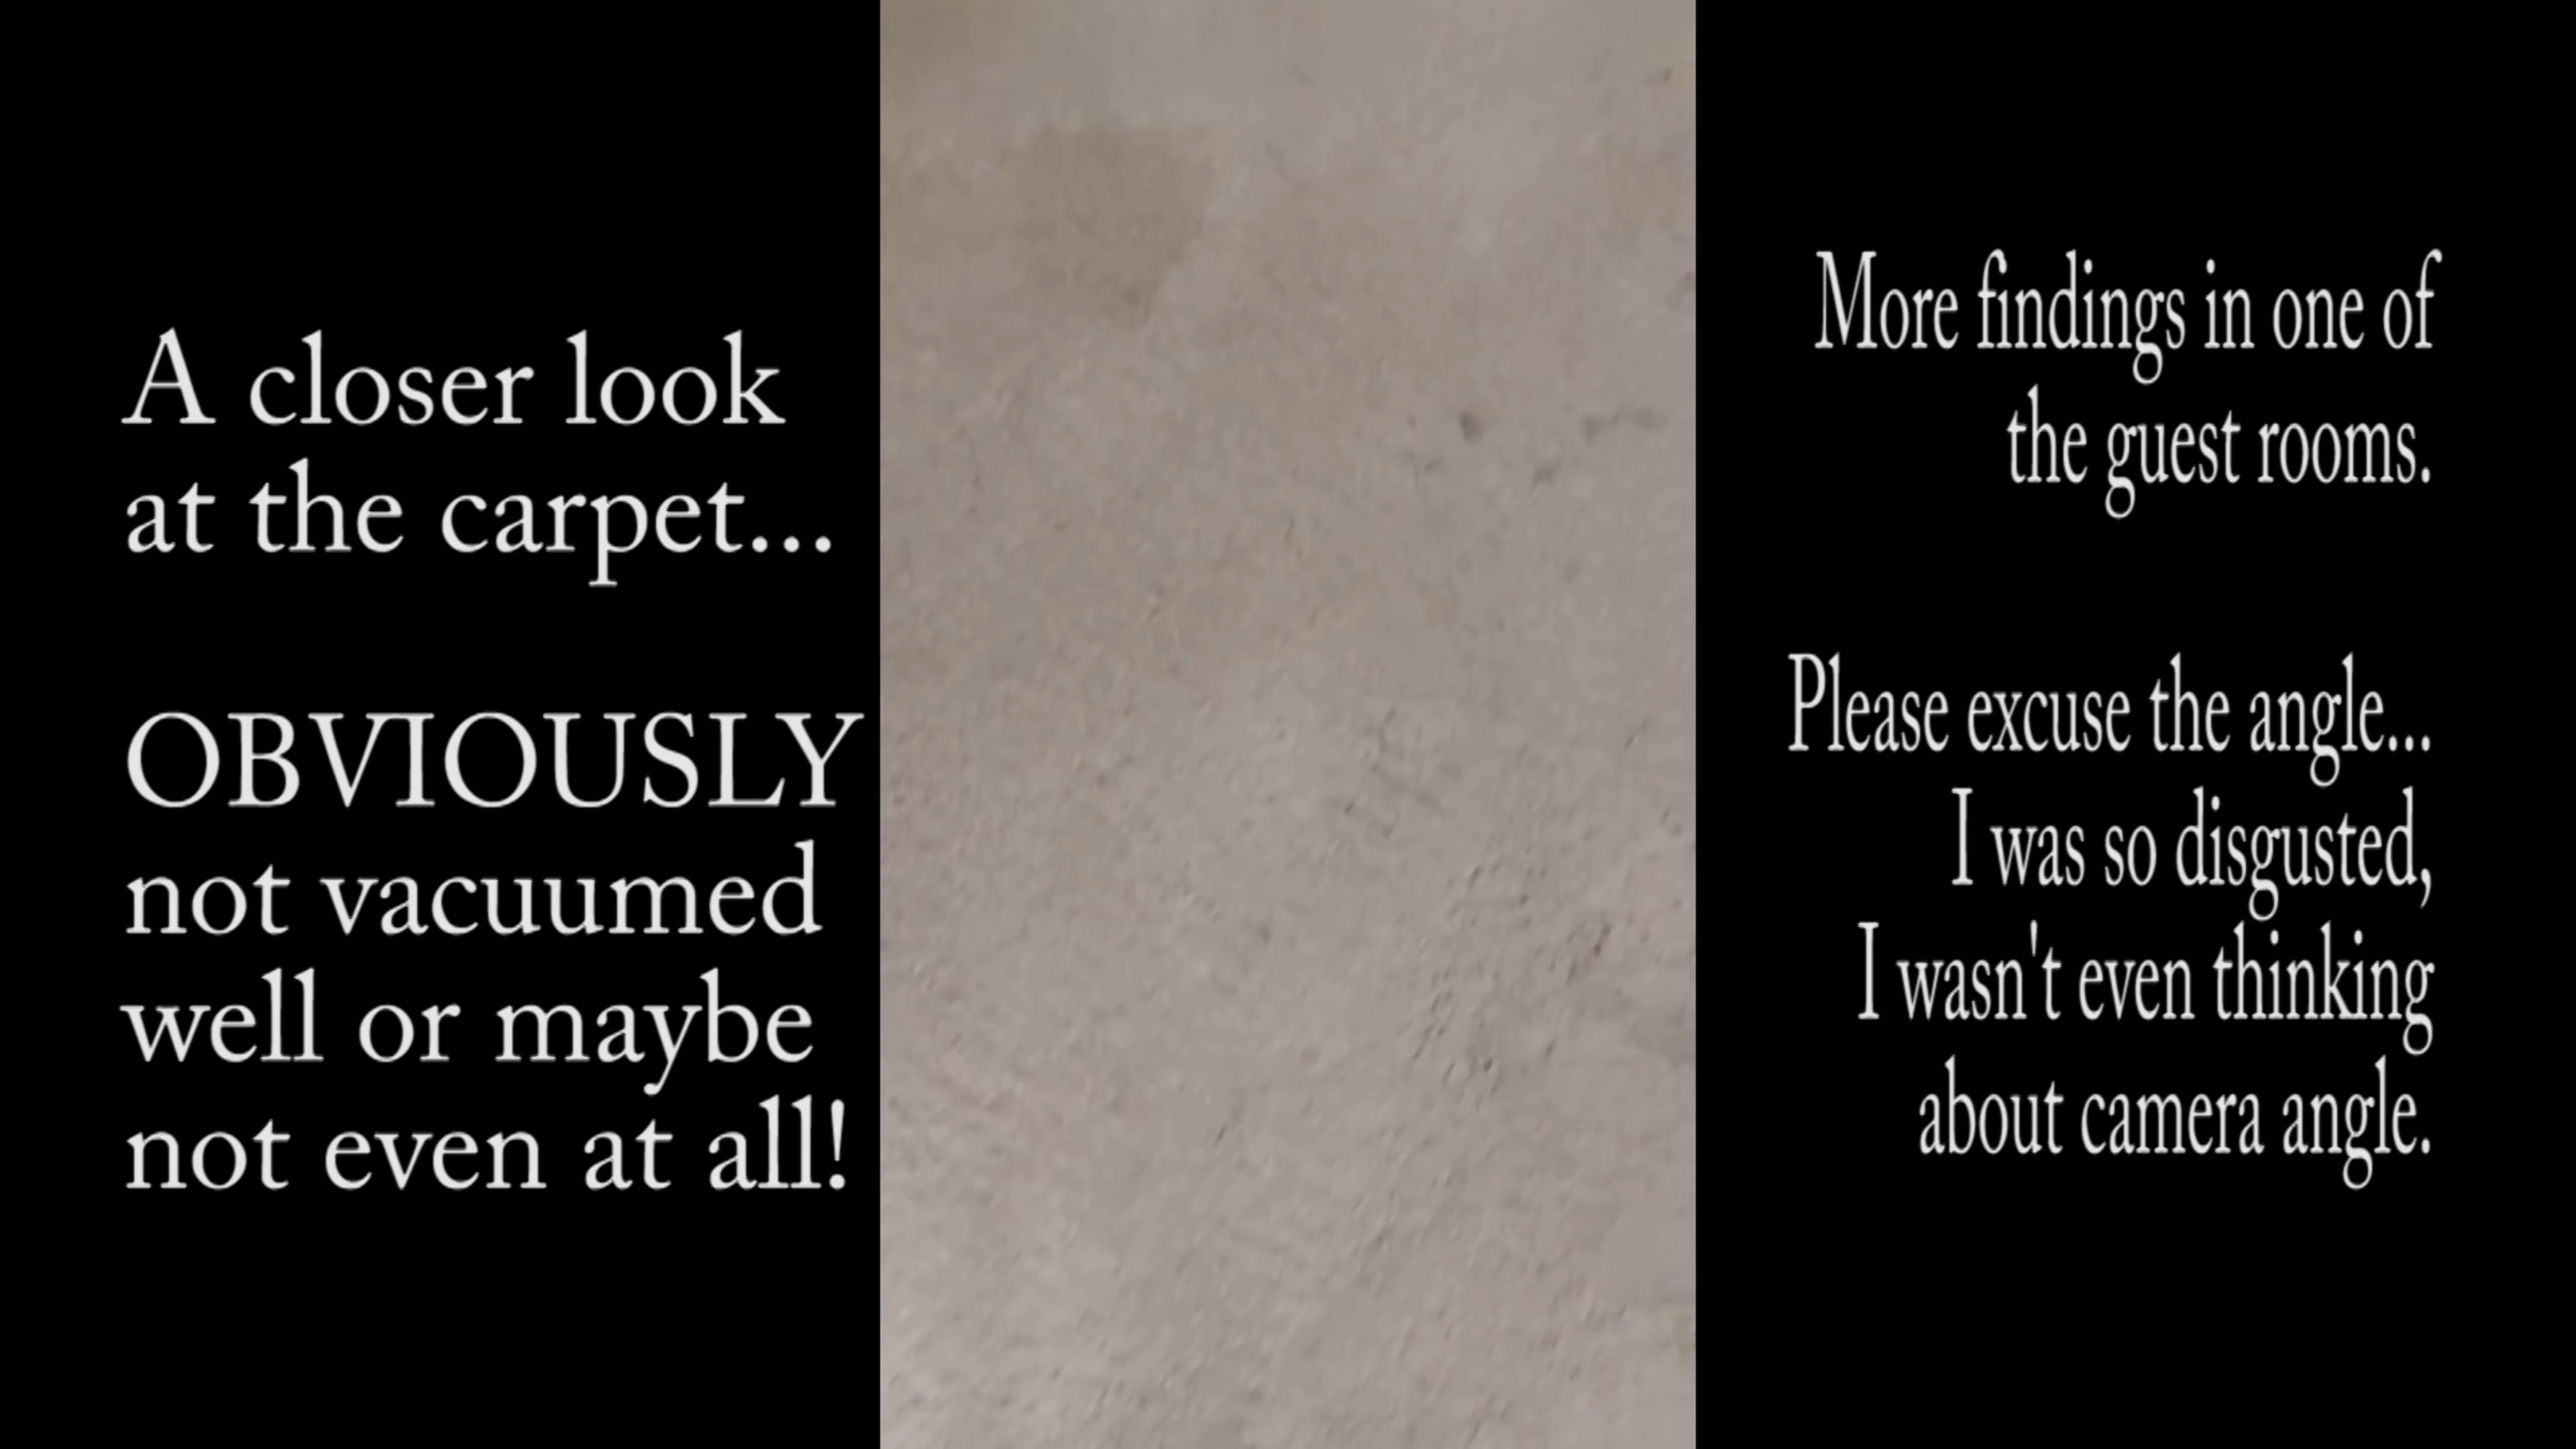 A closer look
at the carpet...
OBVIOUSLY
not vacuumed
well or maybe
not even at all!
More findings in one of
the guest rooms.
Please excuse the angle...
I was so disgusted,
I wasn't even thinking
about camera angle.